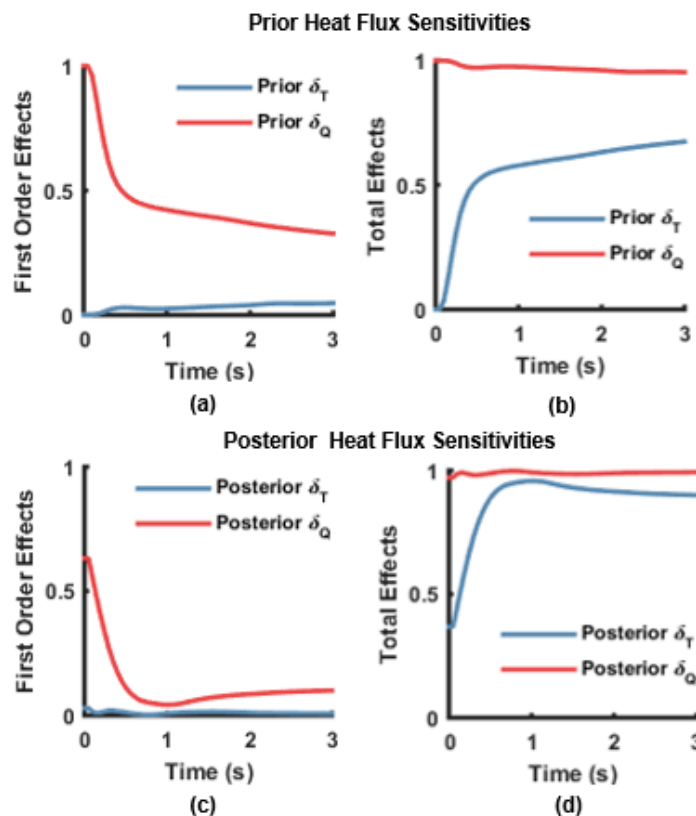 Prior Heat Flux Sensitivities
First Order Effects
1
0.5
0
Prior δT
Prior δQ
0 1 2 3
Time (s)
(a)
Total Effects
1
0.5
0
Prior δT
Prior δQ
0 1 2 3
Time (s)
(b)
Posterior Heat Flux Sensitivities
First Order Effects
1
0.5
0
Posterior δT
Posterior δQ
0 1 2 3
Time (s)
(c)
Total Effects
1
0.5
0
Posterior δT
Posterior δQ
0 1 2 3
Time (s)
(d)